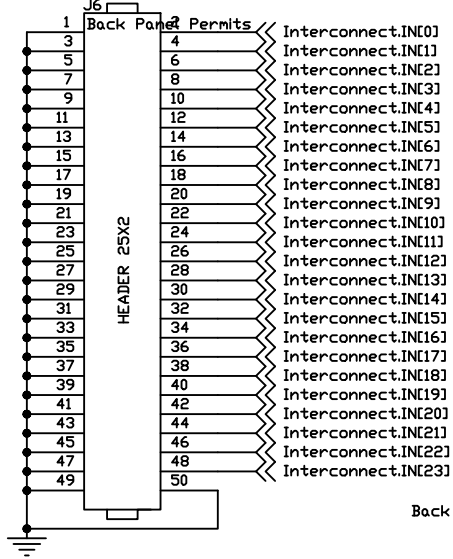 J6
Back Panel Permits
1 2 Interconnect.IN[0]
3 4 Interconnect.IN[1]
5 6 Interconnect.IN[2]
7 8 Interconnect.IN[3]
9 10 Interconnect.IN[4]
11 12 Interconnect.IN[5]
13 14 Interconnect.IN[6]
15 16 Interconnect.IN[7]
17 18 Interconnect.IN[8]
19 20 Interconnect.IN[9]
21 22 Interconnect.IN[10]
23 24 Interconnect.IN[11]
25 26 Interconnect.IN[12]
27 28 Interconnect.IN[13]
29 30 Interconnect.IN[14]
31 32 Interconnect.IN[15]
33 34 Interconnect.IN[16]
35 36 Interconnect.IN[17]
37 38 Interconnect.IN[18]
39 40 Interconnect.IN[19]
41 42 Interconnect.IN[20]
43 44 Interconnect.IN[21]
45 46 Interconnect.IN[22]
47 48 Interconnect.IN[23]
49 50
HEADER 25X2
Back